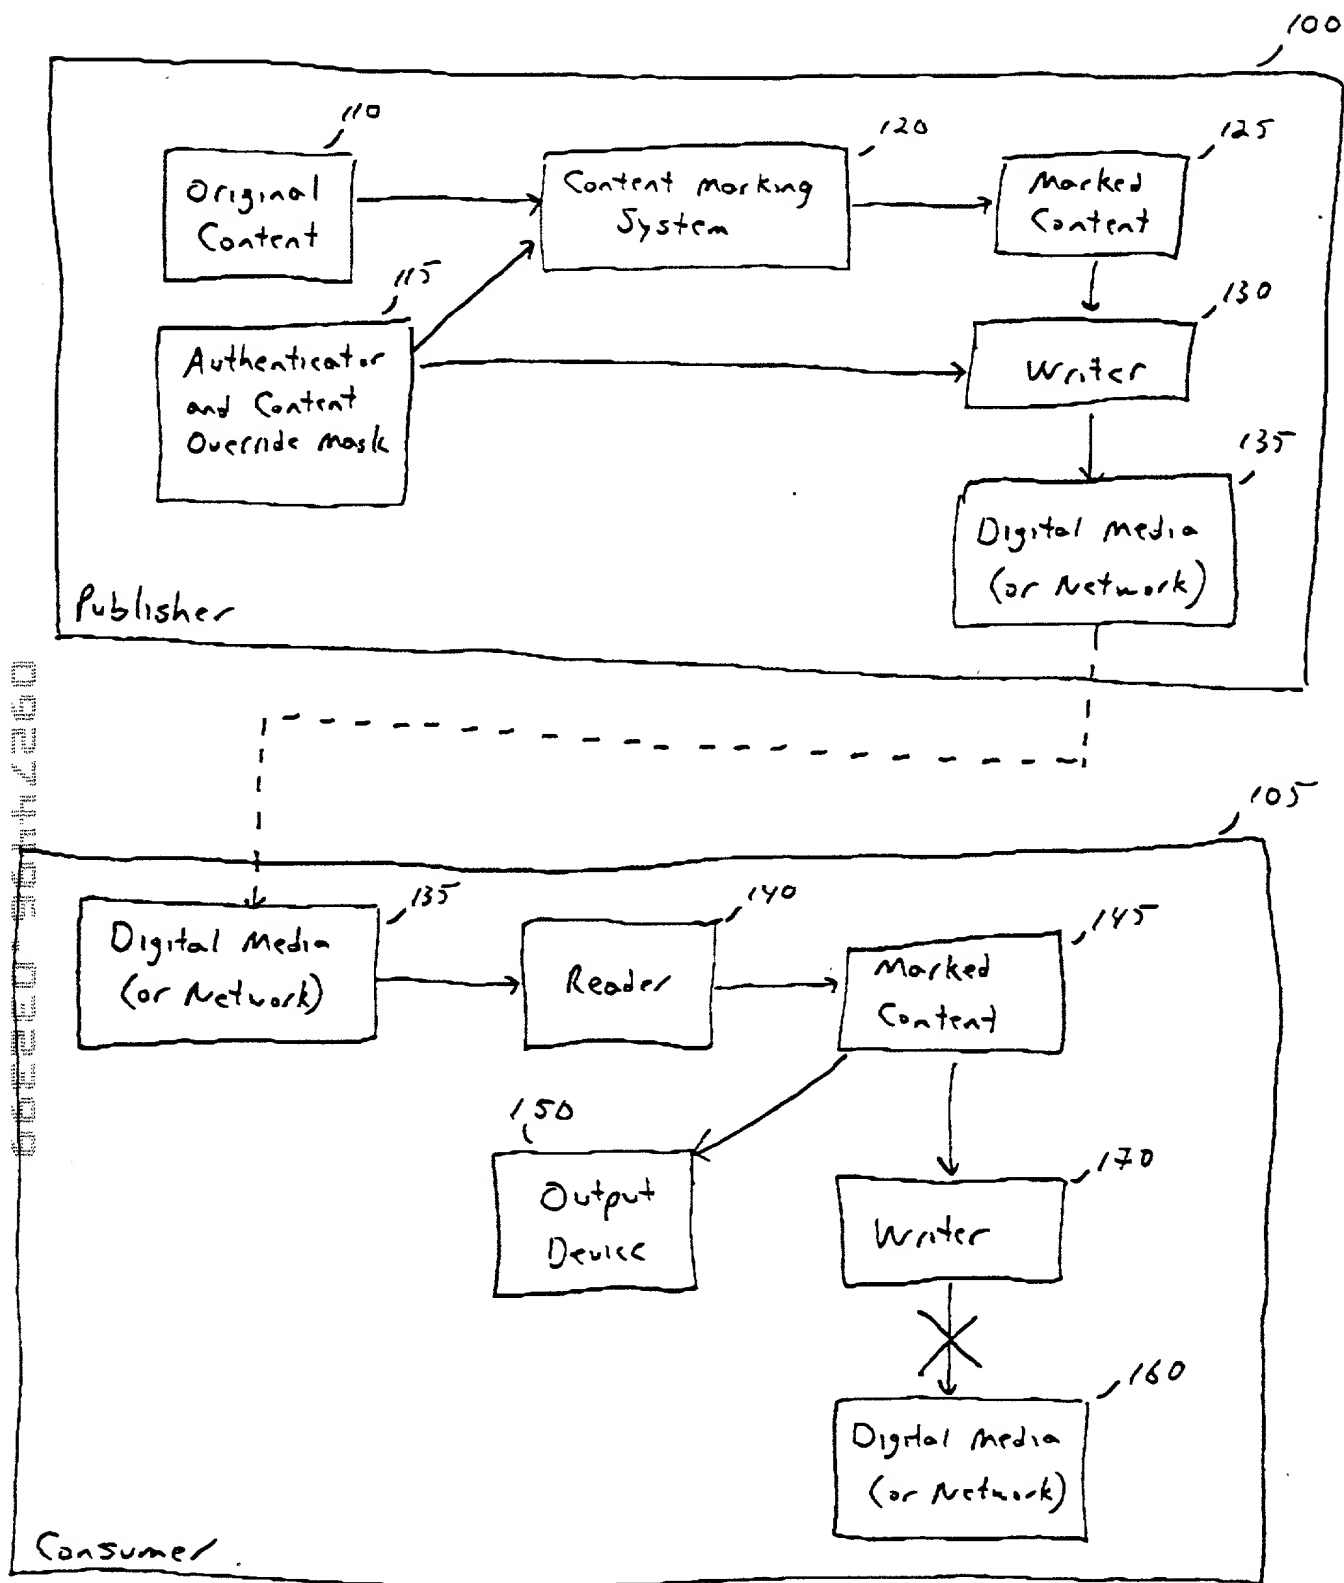 100
110
Original
Content
120
Content Marking
System
125
Marked
Content
115
Authenticator
and Content
Override Mask
130
Writer
135
Digital Media
(or Network)
Publisher
105
135
Digital Media
(or Network)
140
Reader
145
Marked
Content
150
Output
Device
170
Writer
160
Digital Media
(or Network)
Consumer